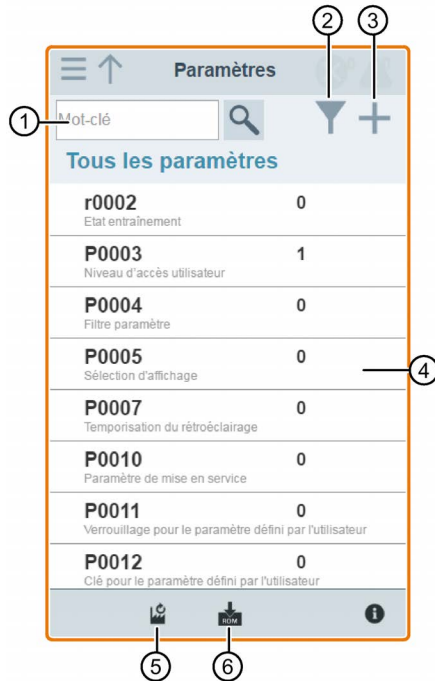 ② ③
Paramètres
① Mot-clé
Tous les paramètres
r0002 0
Etat entraînement
P0003 1
Niveau d'accès utilisateur
P0004 0
Filtre paramètre
P0005 0 ④
Sélection d'affichage
P0007 0
Temporisation du rétroéclairage
P0010 0
Paramètre de mise en service
P0011 0
Verrouillage pour le paramètre défini par l'utilisateur
P0012 0
Clé pour le paramètre défini par l'utilisateur
ROM
⑤ ⑥